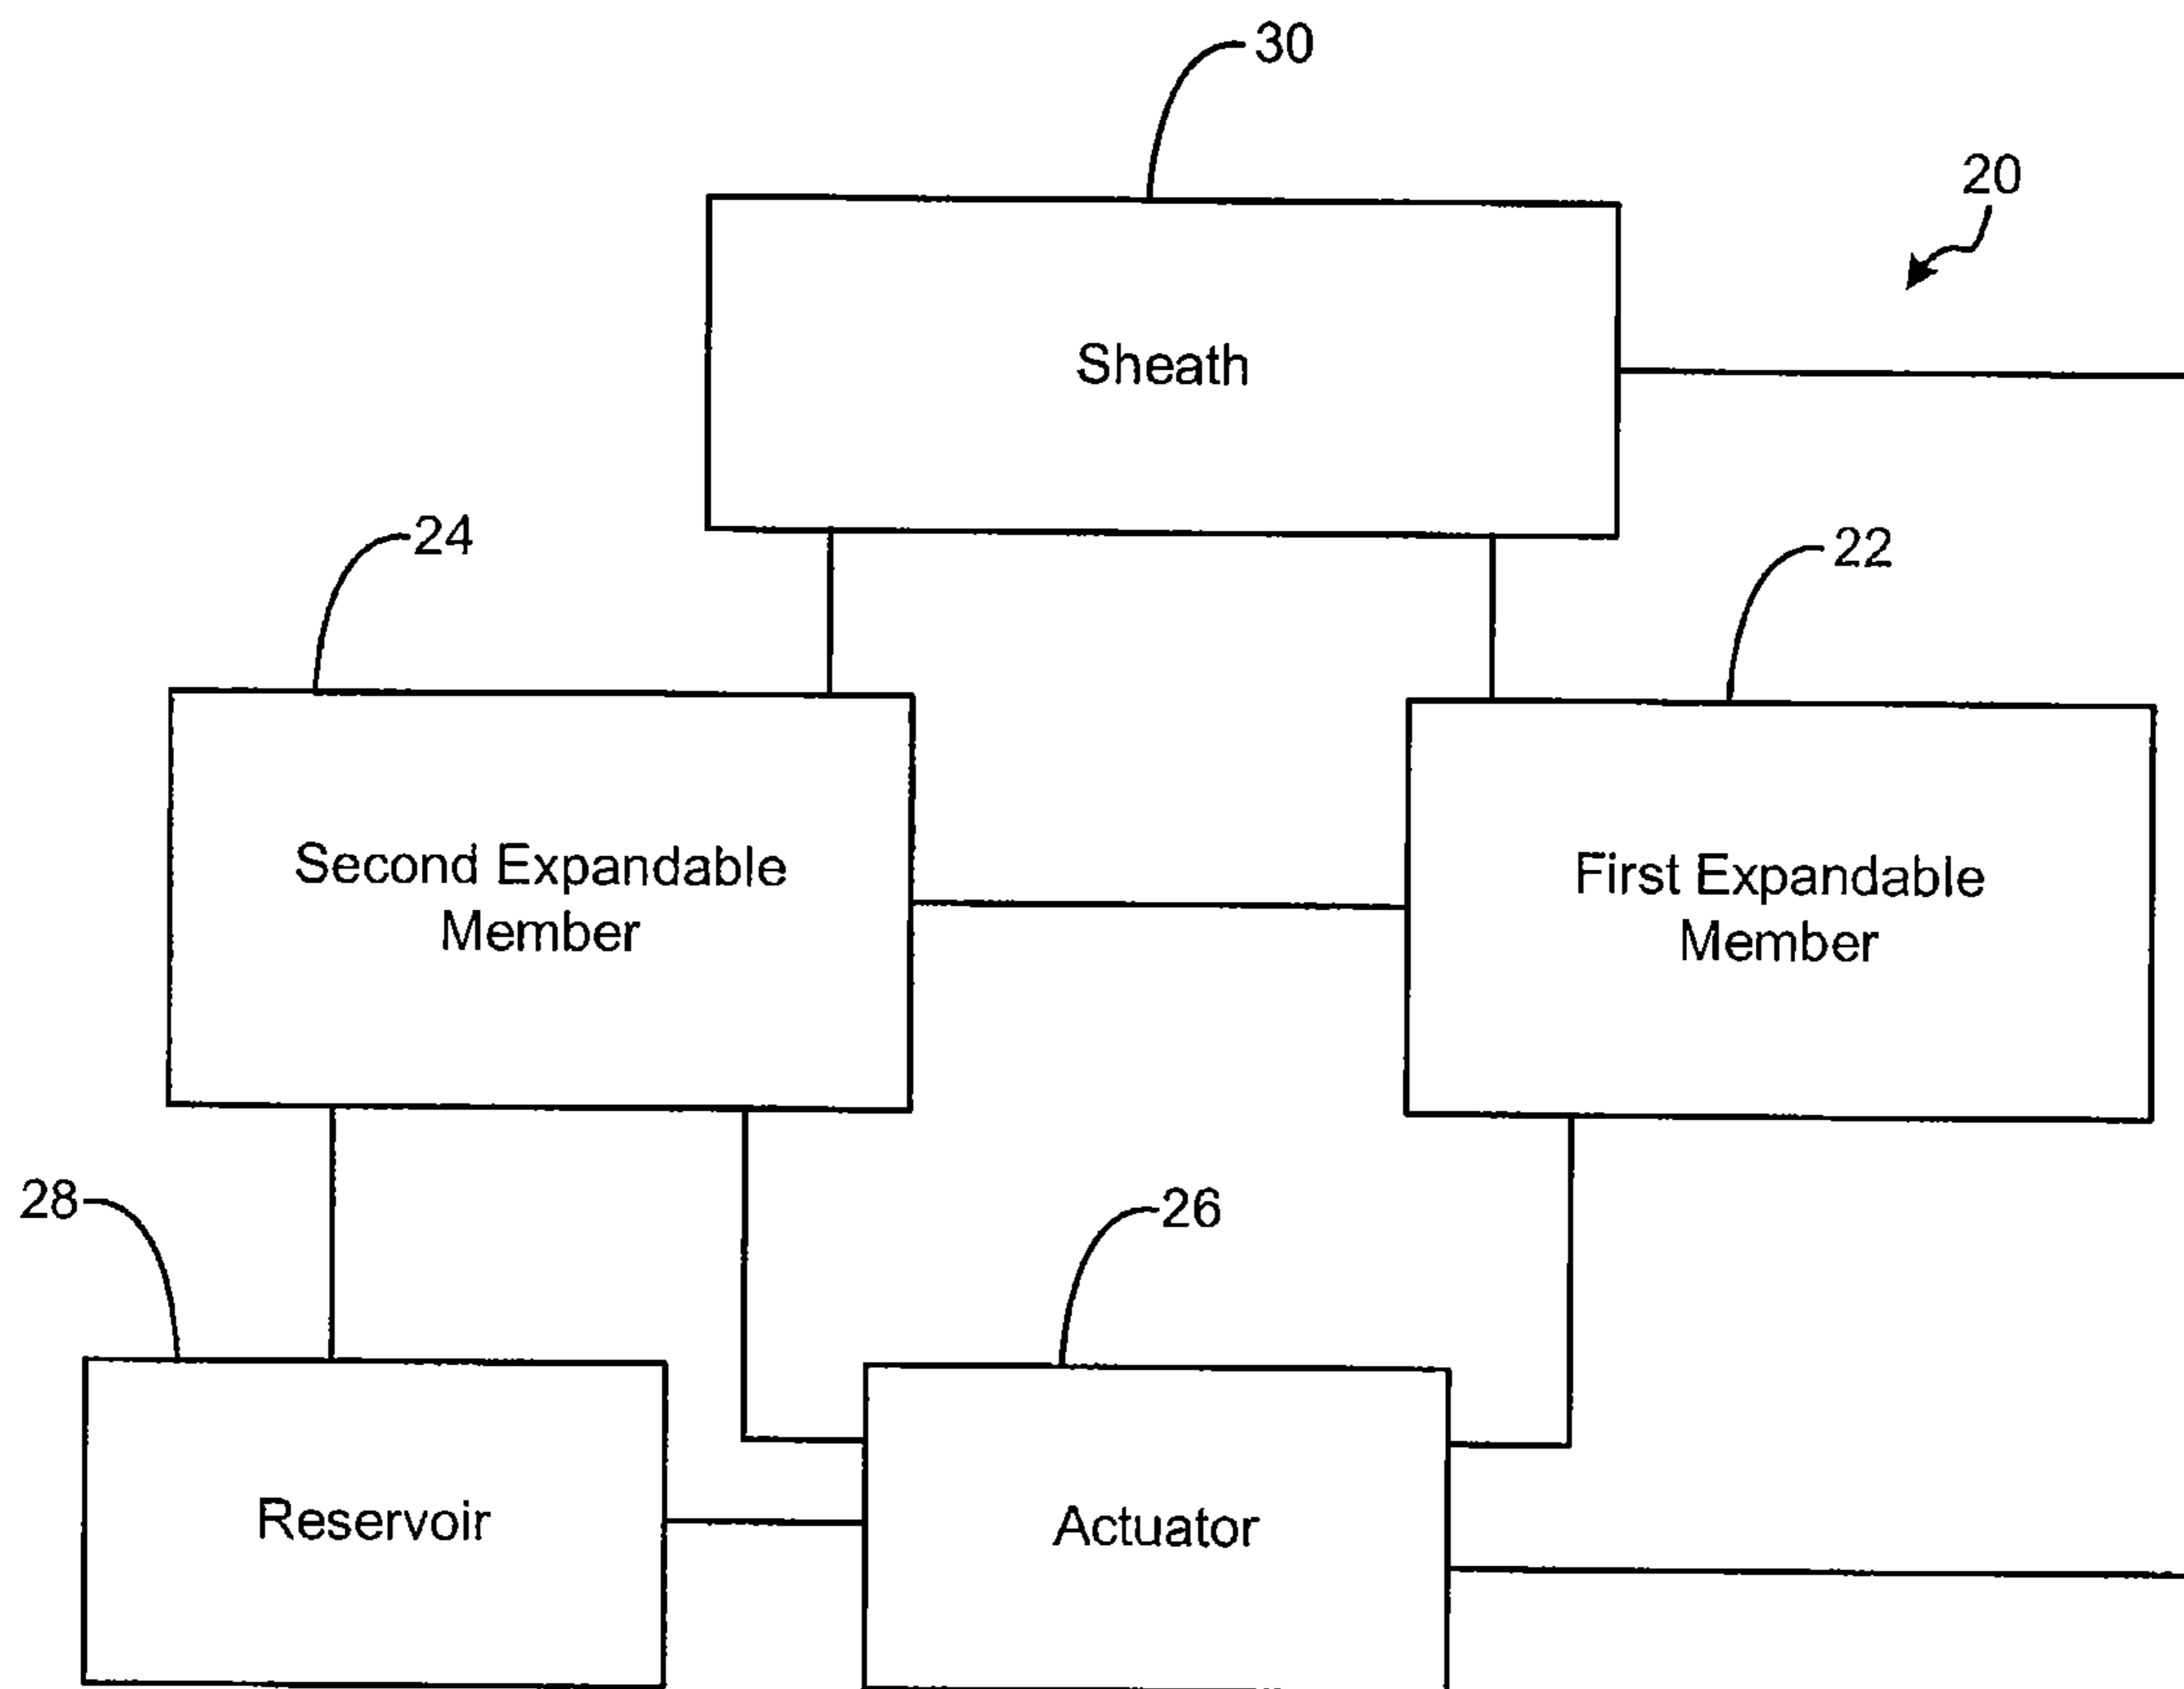 30
20
Sheath
24
22
Second Expandable
Member
First Expandable
Member
28
26
Reservoir
Actuator